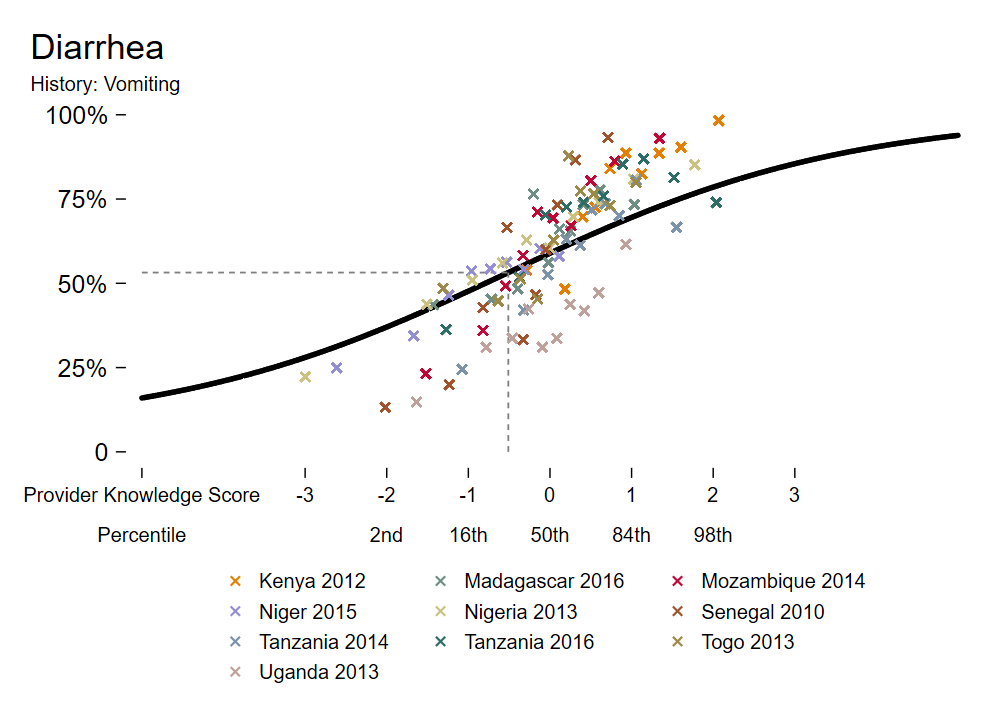 Diarrhea
History: Vomiting
100%
75%
50%
25%
0
Provider Knowledge Score -3 -2 -1 0 1 2 3
Percentile 2nd 16th 50th 84th 98th
Kenya 2012 Madagascar 2016 Mozambique 2014
Niger 2015 Nigeria 2013 Senegal 2010
Tanzania 2014 Tanzania 2016 Togo 2013
Uganda 2013